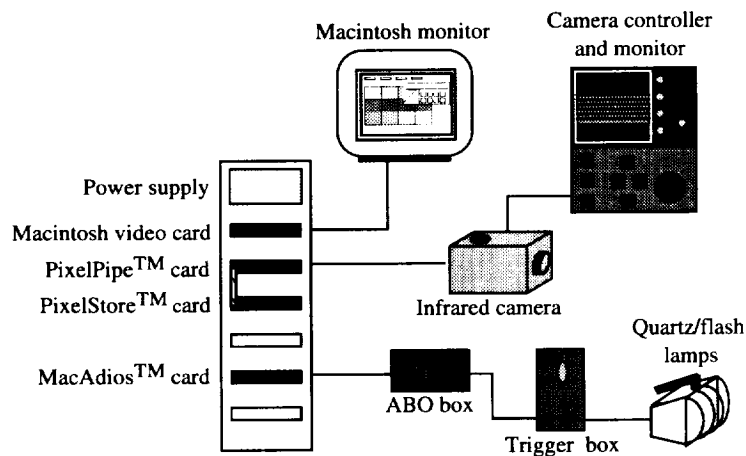 Macintosh monitor
Camera controller
and monitor
Power supply
Macintosh video card
PixelPipe™ card
PixelStore™ card
Infrared camera
Quartz/flash
lamps
MacAdios™ card
ABO box
Trigger box